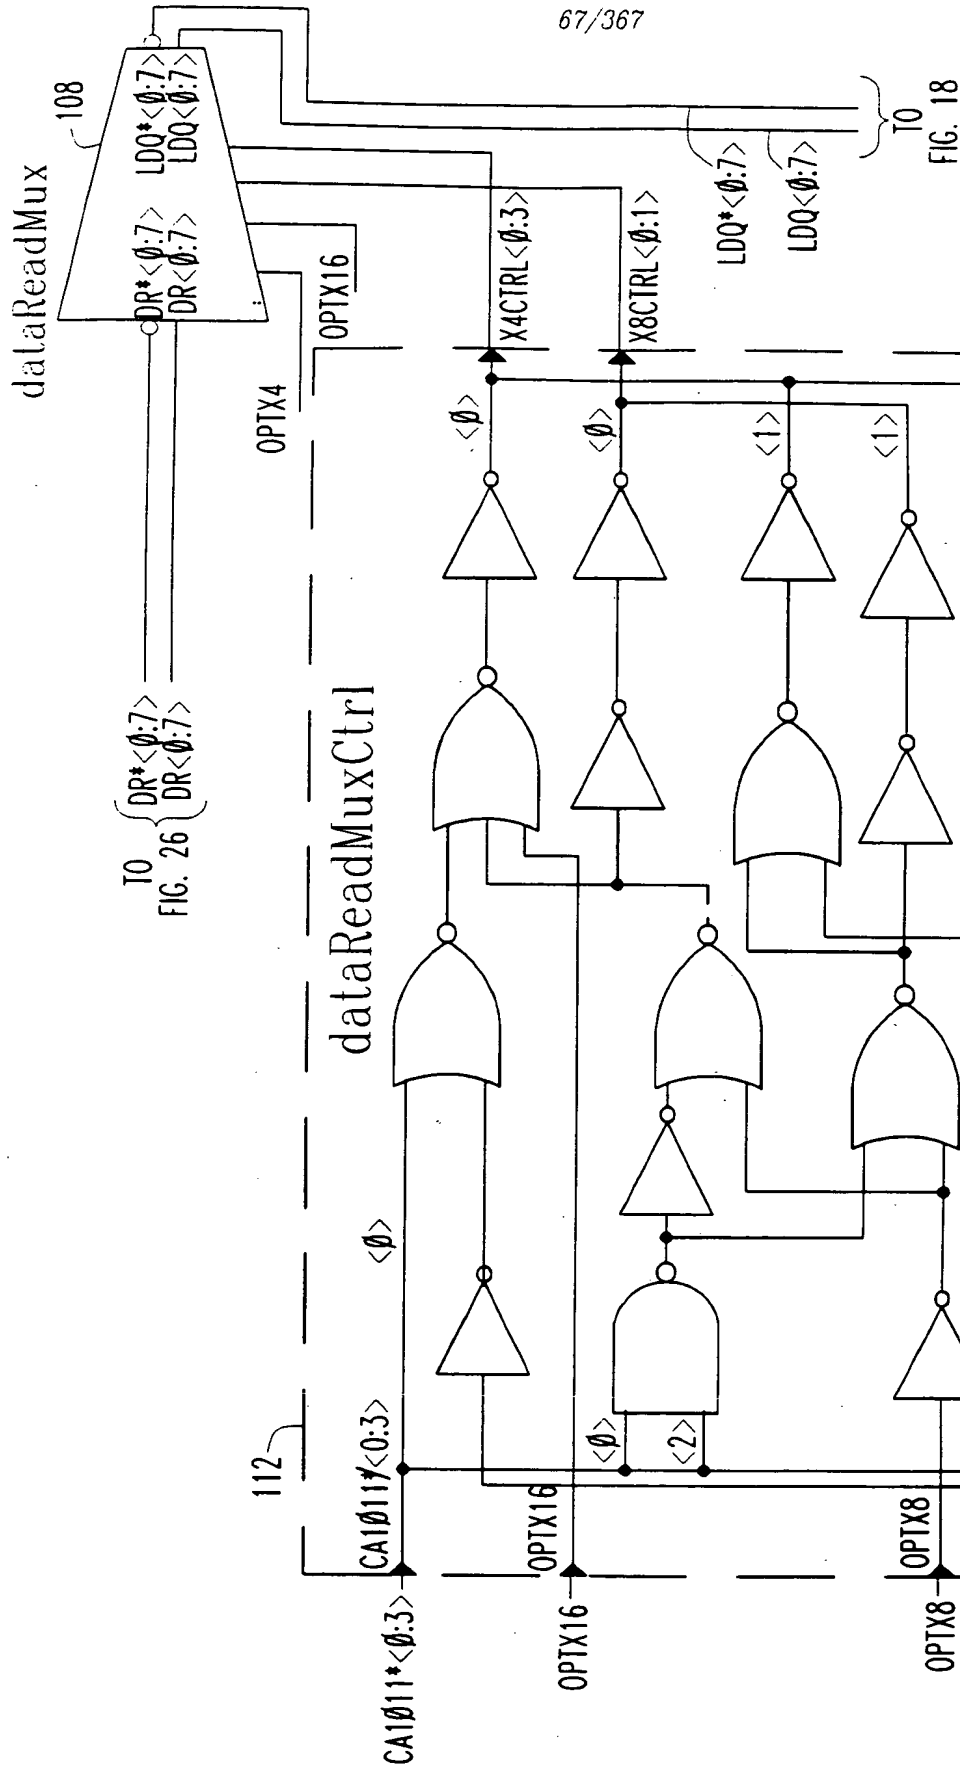 67/367
dataReadMux
108
DR*<Ø:7>
DR<Ø:7>
LDQ*<Ø:7>
LDQ<Ø:7>
TO
FIG. 26
DR*<Ø:7>
DR<Ø:7>
OPTX4
OPTX16
LDQ*<Ø:7>
LDQ<Ø:7>
TO
FIG. 18
112
dataReadMuxCtrl
CA1Ø11*<Ø:3>
CA1Ø11*<0:3>
<Ø>
<Ø>
X4CTRL<Ø:3>
OPTX16
OPTX16
<Ø>
X8CTRL<Ø:1>
<Ø>
<2>
<1>
<1>
OPTX8
OPTX8